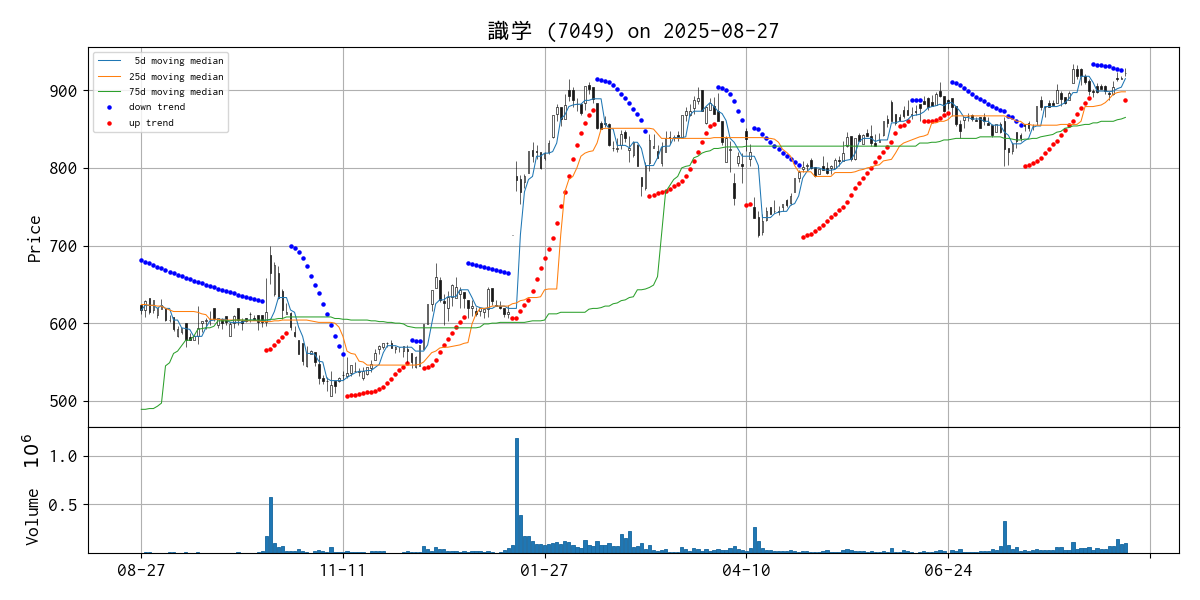 識学 (7049) on 2025-08-27
5d moving median
25d moving median
75d moving median
down trend
up trend
Price
900
800
700
600
500
Volume 10^6
1.0
0.5
08-27
11-11
01-27
04-10
06-24